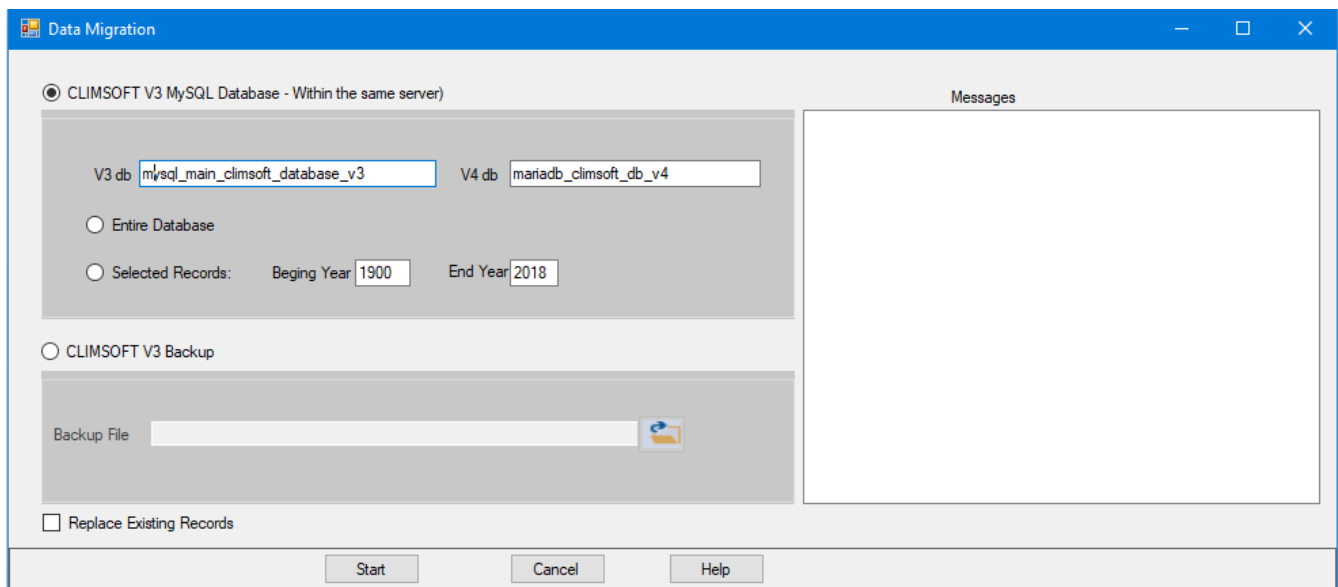 Data Migration
CLIMSOFT V3 MySQL Database - Within the same server)
Messages
V3 db mysql_main_climsoft_database_v3 V4 db mariadb_climsoft_db_v4
Entire Database
Selected Records: Beging Year 1900 End Year 2018
CLIMSOFT V3 Backup
Backup File
Replace Existing Records
Start Cancel Help